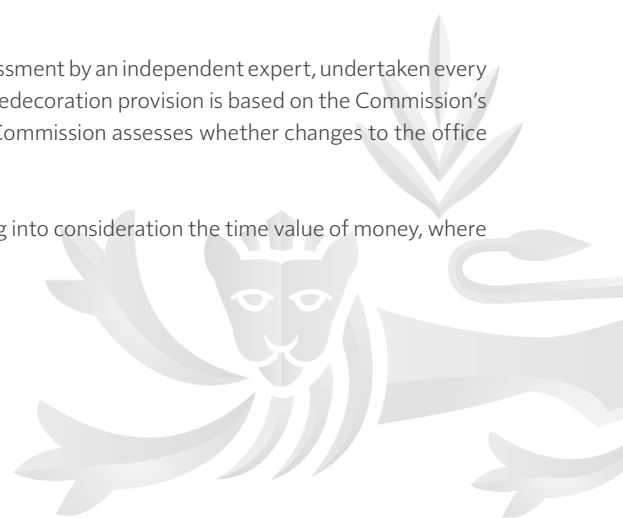 ssment by an independent expert, undertaken every
edecoration provision is based on the Commission's
Commission assesses whether changes to the office
g into consideration the time value of money, where